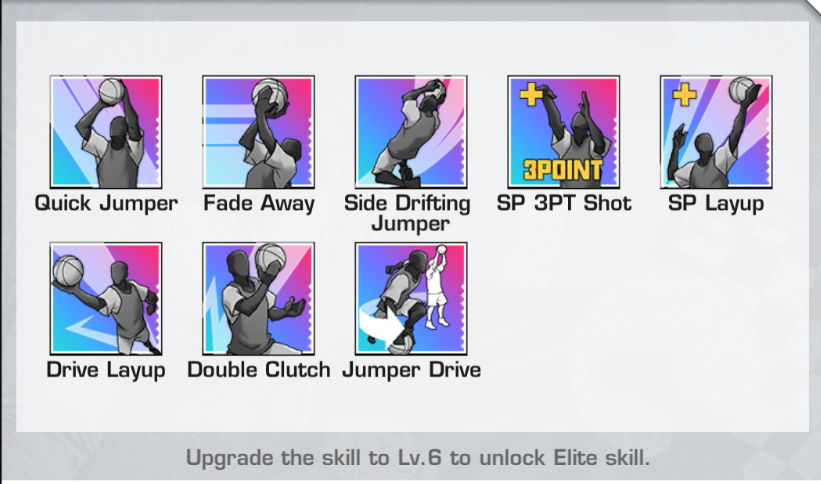 3POINT
Quick Jumper
Fade Away
Side Drifting
Jumper
SP 3PT Shot
SP Layup
Drive Layup
Double Clutch
Jumper Drive
Upgrade the skill to Lv.6 to unlock Elite skill.